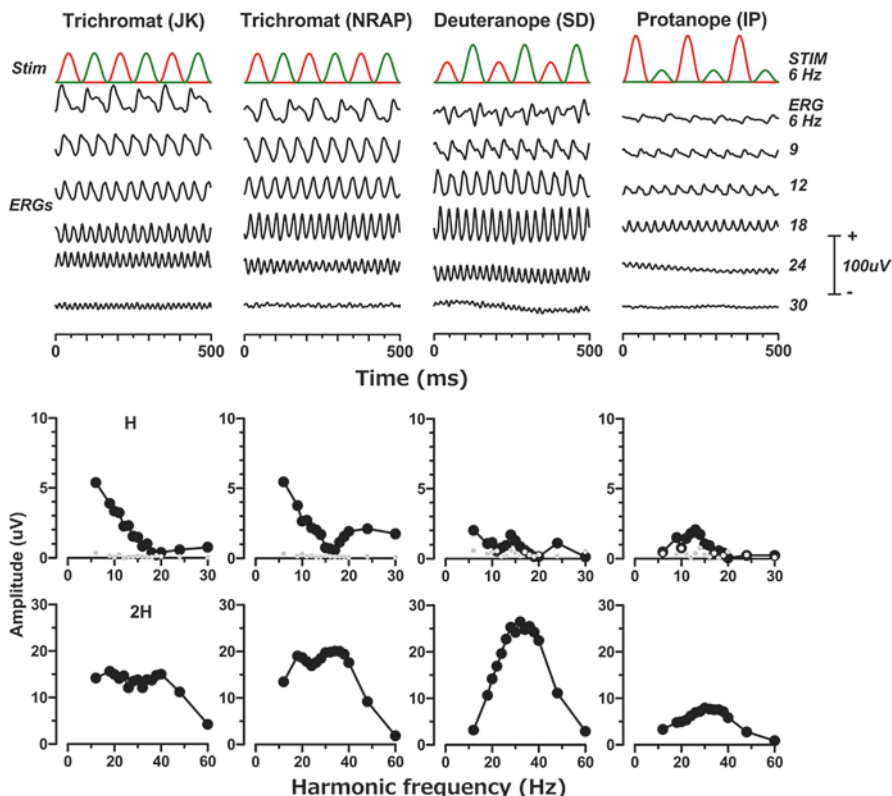 Trichromat (JK) Trichromat (NRAP) Deuteranope (SD) Protanope (IP)
Stim
STIM
6 Hz
ERG
6 Hz
9
12
ERGs
18
24
30
+
100uV
-
0 500 0 500 0 500 0 500
Time (ms)
H
10 10 10 10
5 5 5 5
0 0 0 0
0 10 20 30 0 10 20 30 0 10 20 30 0 10 20 30
Amplitude (uV)
2H
30 30 30 30
20 20 20 20
10 10 10 10
0 0 0 0
0 20 40 60 0 20 40 60 0 20 40 60 0 20 40 60
Harmonic frequency (Hz)